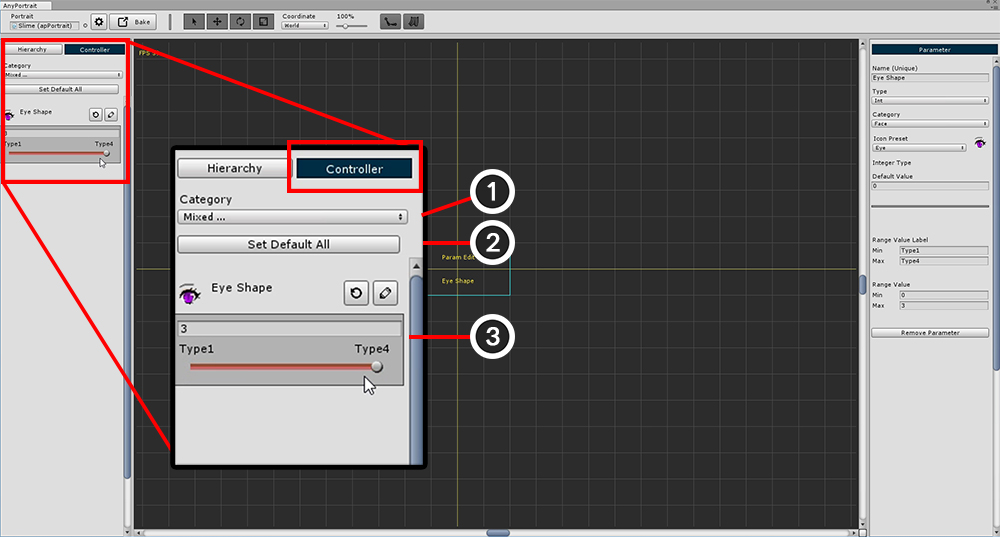 AnyPortrait
Portrait
Slime (apPortrait)
Bake
Coordinate
World
100%
Hierarchy
Controller
Category
Mixed ...
Set Default All
Eye Shape
3
Type1
Type4
FPS
Hierarchy
Controller
Category
Mixed ...
Set Default All
Eye Shape
3
Type1
Type4
1
2
3
Param Edit
Eye Shape
Parameter
Name (Unique)
Eye Shape
Type
Int
Category
Face
Icon Preset
Eye
Integer Type
Default Value
0
Range Value Label
Min Type1
Max Type4
Range Value
Min 0
Max 3
Remove Parameter